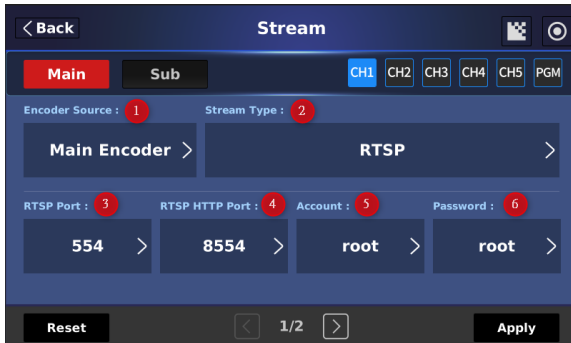 Back Stream
Main Sub CH1 CH2 CH3 CH4 CH5 PGM
Encoder Source : 1 Stream Type : 2
Main Encoder > RTSP >
RTSP Port : 3 RTSP HTTP Port : 4 Account : 5 Password : 6
554 > 8554 > root > root >
Reset < 1/2 > Apply